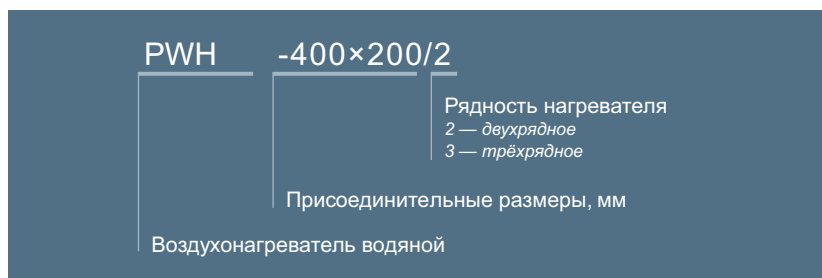 PWH -400×200/2
Рядность нагревателя
2 — двухрядное
3 — трёхрядное
Присоединительные размеры, мм
Воздухонагреватель водяной